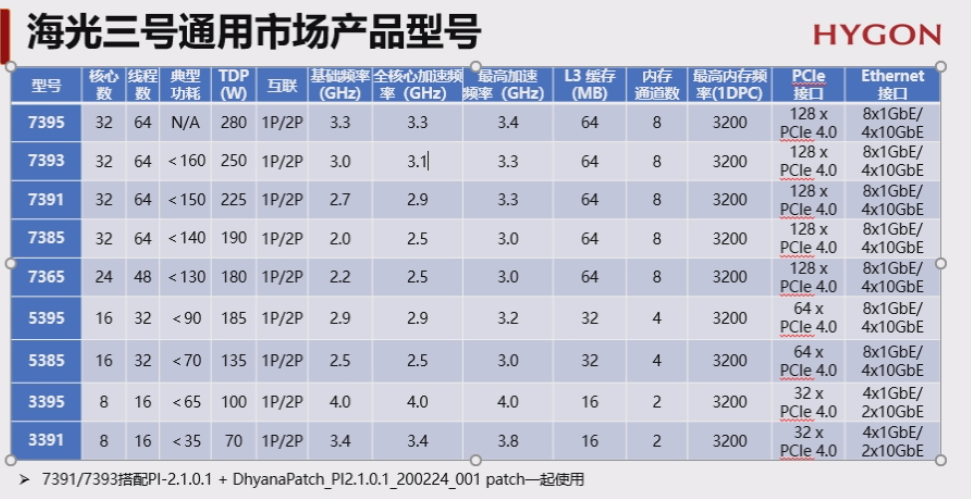 海光三号通用市场产品型号
HYGON
型号 核心数 线程数 典型功耗 TDP (W) 互联 基础频率 (GHz) 全核心加速频率 (GHz) 最高加速频率 (GHz) L3 缓存 (MB) 内存通道数 最高内存频率(1DPC) PCIe 接口 Ethernet 接口
7395 32 64 N/A 280 1P/2P 3.3 3.3 3.4 64 8 3200 128 x PCIe 4.0 8x1GbE/ 4x10GbE
7393 32 64 <160 250 1P/2P 3.0 3.1 3.3 64 8 3200 128 x PCIe 4.0 8x1GbE/ 4x10GbE
7391 32 64 <150 225 1P/2P 2.7 2.9 3.3 64 8 3200 128 x PCIe 4.0 8x1GbE/ 4x10GbE
7385 32 64 <140 190 1P/2P 2.0 2.5 3.0 64 8 3200 128 x PCIe 4.0 8x1GbE/ 4x10GbE
7365 24 48 <130 180 1P/2P 2.2 2.5 3.0 64 8 3200 128 x PCIe 4.0 8x1GbE/ 4x10GbE
5395 16 32 <90 185 1P/2P 2.9 2.9 3.2 32 4 3200 64 x PCIe 4.0 8x1GbE/ 4x10GbE
5385 16 32 <70 135 1P/2P 2.5 2.5 3.0 32 4 3200 64 x PCIe 4.0 8x1GbE/ 4x10GbE
3395 8 16 <65 100 1P/2P 4.0 4.0 4.0 16 2 3200 32 x PCIe 4.0 4x1GbE/ 2x10GbE
3391 8 16 <35 70 1P/2P 3.4 3.4 3.8 16 2 3200 32 x PCIe 4.0 4x1GbE/ 2x10GbE
➢ 7391/7393搭配PI-2.1.0.1 + DhyanaPatch_PI2.1.0.1_200224_001 patch一起使用